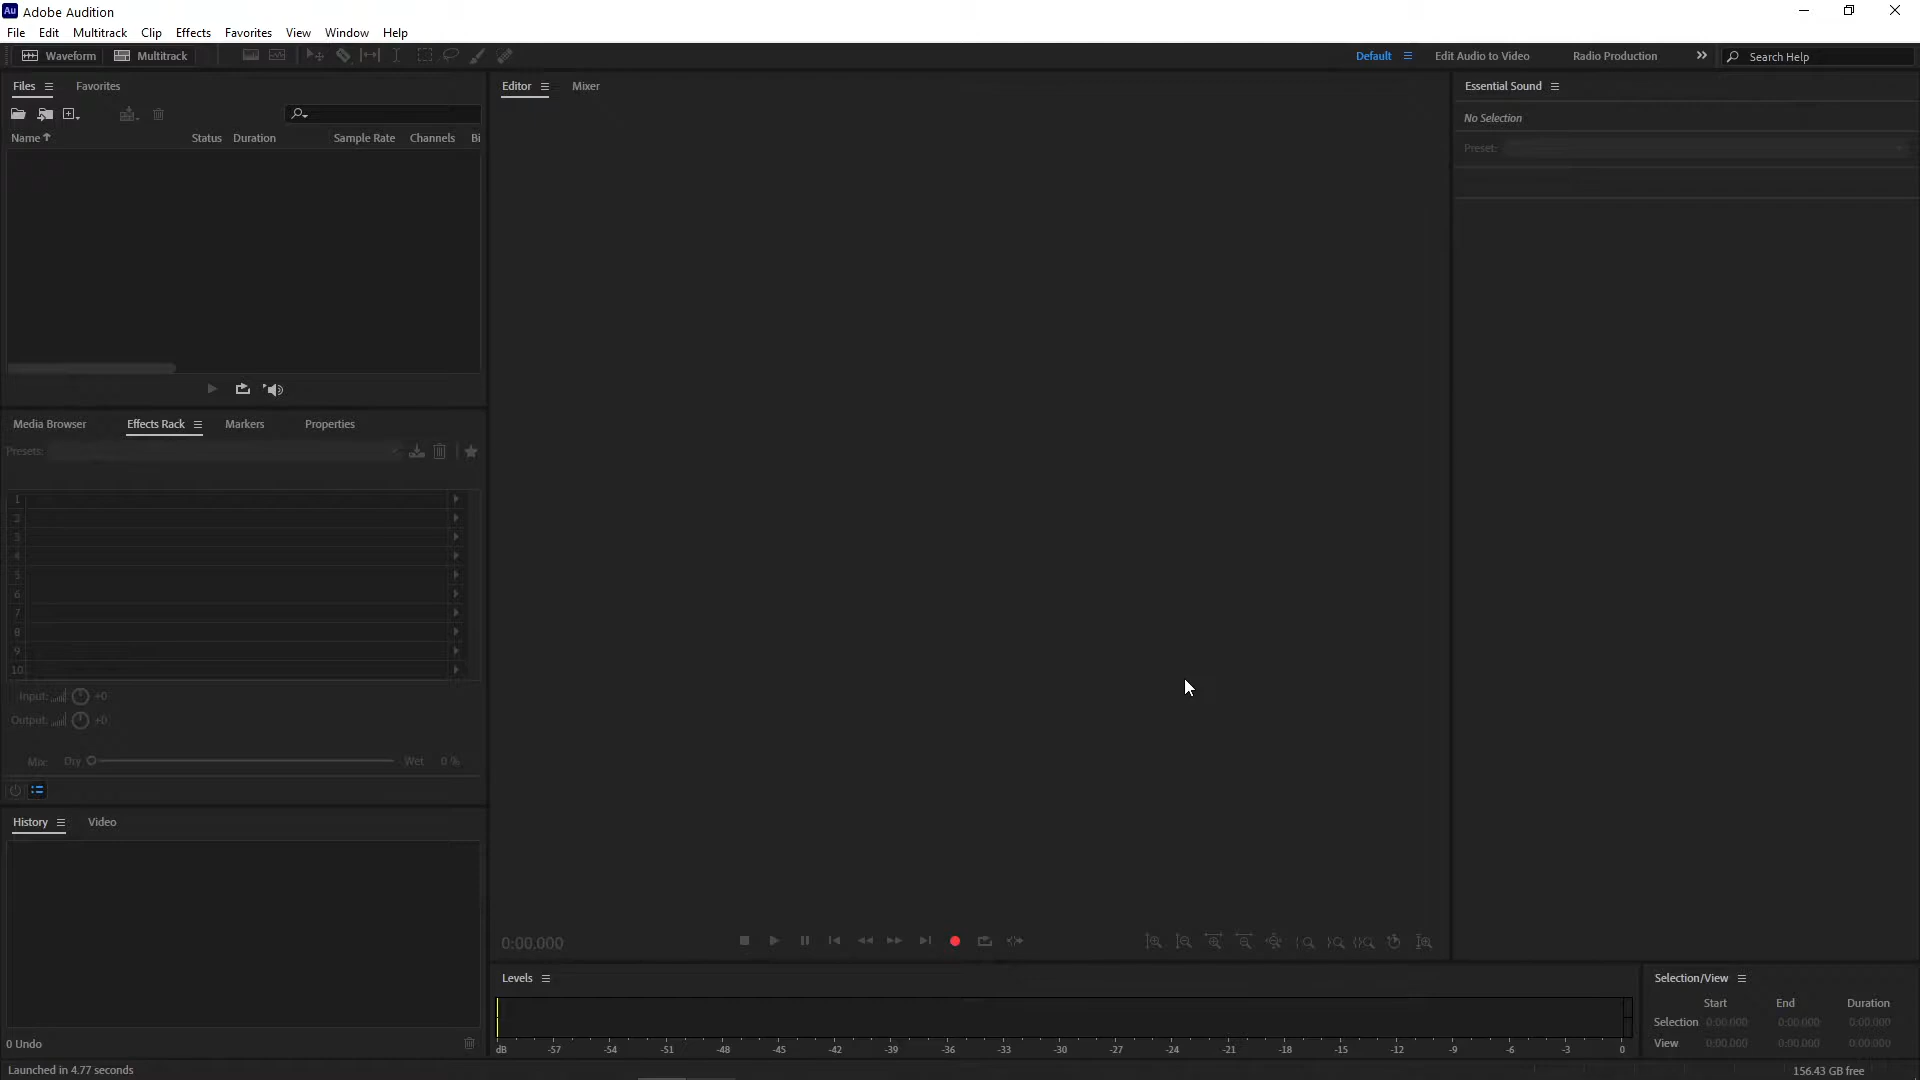 Au Adobe Audition
File Edit Multitrack Clip Effects Favorites View Window Help
Waveform Multitrack Default Edit Audio to Video Radio Production Search Help
Files Favorites
Name Status Duration Sample Rate Channels Bi
Media Browser Effects Rack Markers Properties
Presets:
1
2
3
4
5
6
7
8
9
10
Input: +0
Output: +0
Mix: Dry Wet 0 %
History Video
0 Undo
Launched in 4.77 seconds
Editor Mixer
0:00.000
Levels
dB -57 -54 -51 -48 -45 -42 -39 -36 -33 -30 -27 -24 -21 -18 -15 -12 -9 -6 -3 0
Essential Sound
No Selection
Preset:
Selection/View
Start End Duration
Selection 0:00.000 0:00.000 0:00.000
View 0:00.000 0:00.000 0:00.000
156.43 GB free